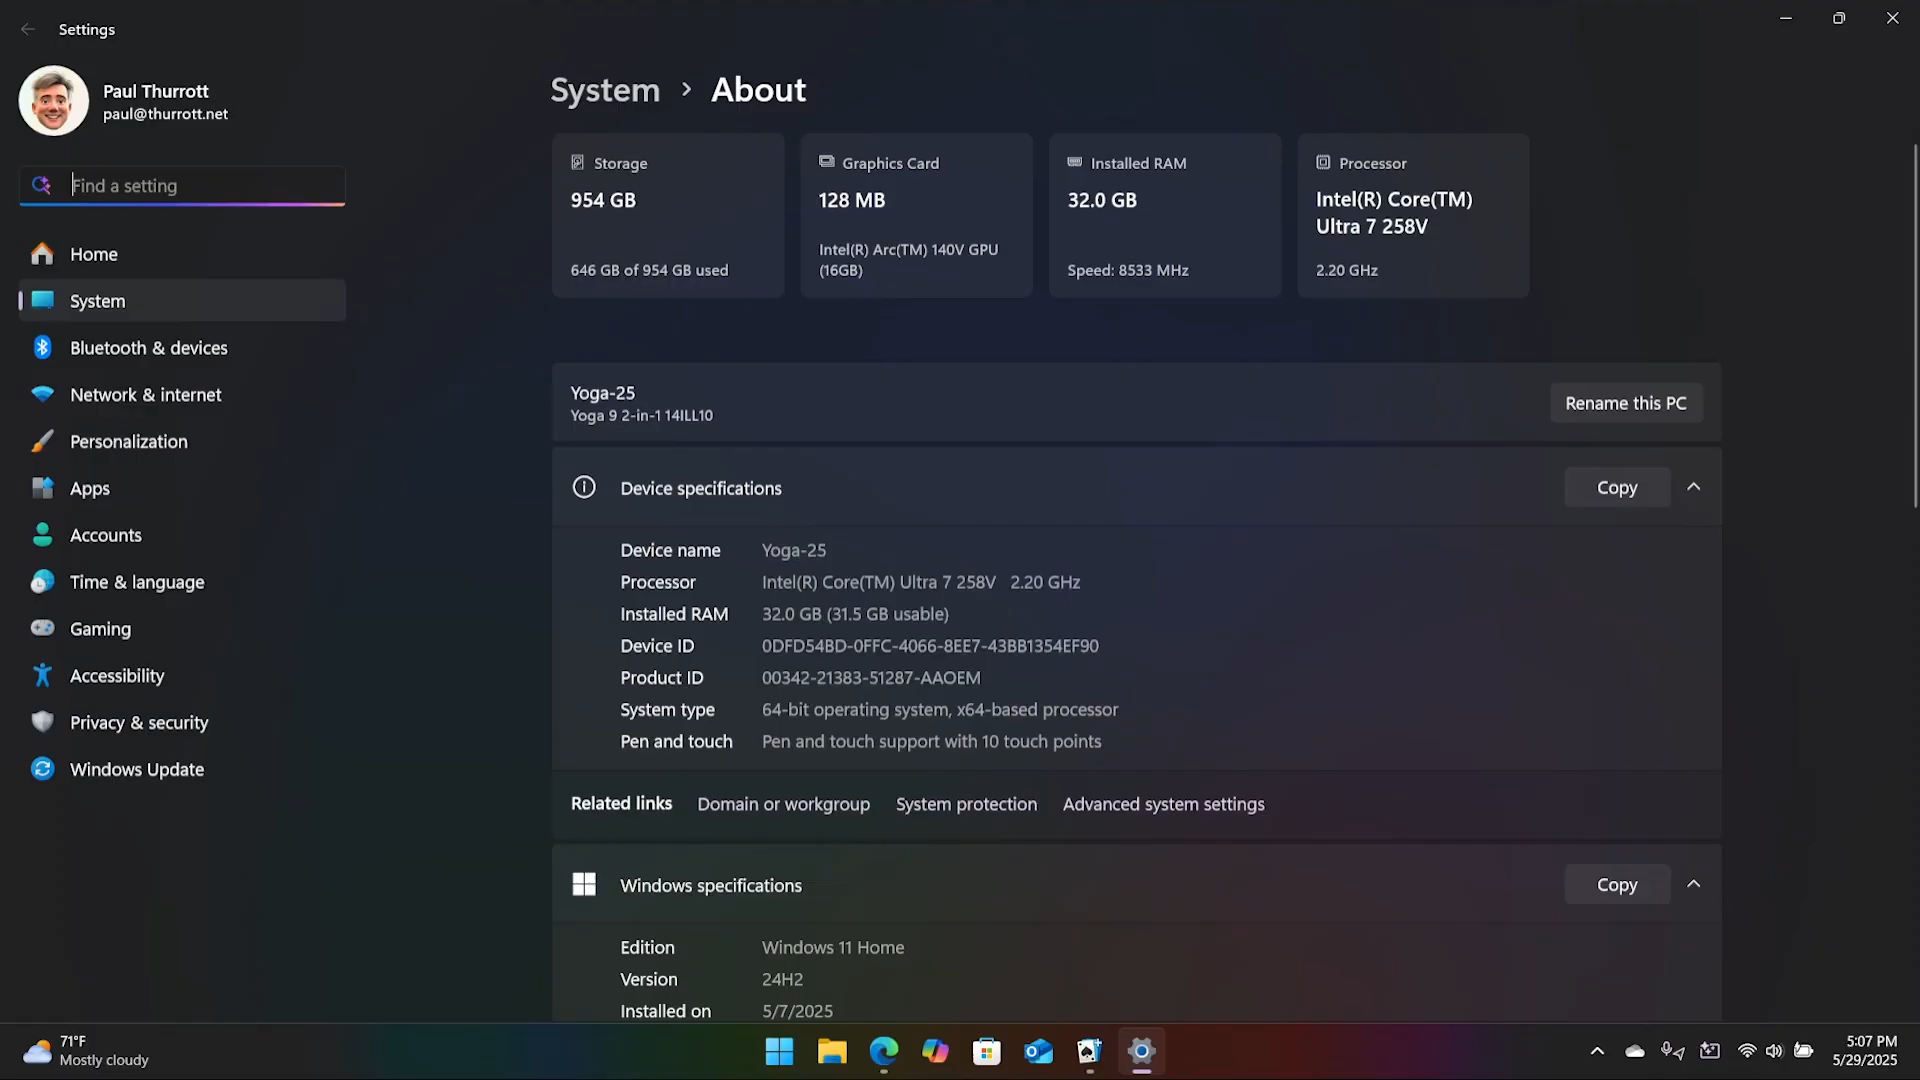 Settings
Paul Thurrott
paul@thurrott.net
Find a setting
Home
System
Bluetooth & devices
Network & internet
Personalization
Apps
Accounts
Time & language
Gaming
Accessibility
Privacy & security
Windows Update
System > About
Storage
954 GB
646 GB of 954 GB used
Graphics Card
128 MB
Intel(R) Arc(TM) 140V GPU
(16GB)
Installed RAM
32.0 GB
Speed: 8533 MHz
Processor
Intel(R) Core(TM)
Ultra 7 258V
2.20 GHz
Yoga-25
Yoga 9 2-in-1 14ILL10
Rename this PC
Device specifications
Copy
Device name Yoga-25
Processor Intel(R) Core(TM) Ultra 7 258V 2.20 GHz
Installed RAM 32.0 GB (31.5 GB usable)
Device ID 0DFD54BD-0FFC-4066-8EE7-43BB1354EF90
Product ID 00342-21383-51287-AAOEM
System type 64-bit operating system, x64-based processor
Pen and touch Pen and touch support with 10 touch points
Related links Domain or workgroup System protection Advanced system settings
Windows specifications
Copy
Edition Windows 11 Home
Version 24H2
Installed on 5/7/2025
71°F
Mostly cloudy
5:07 PM
5/29/2025